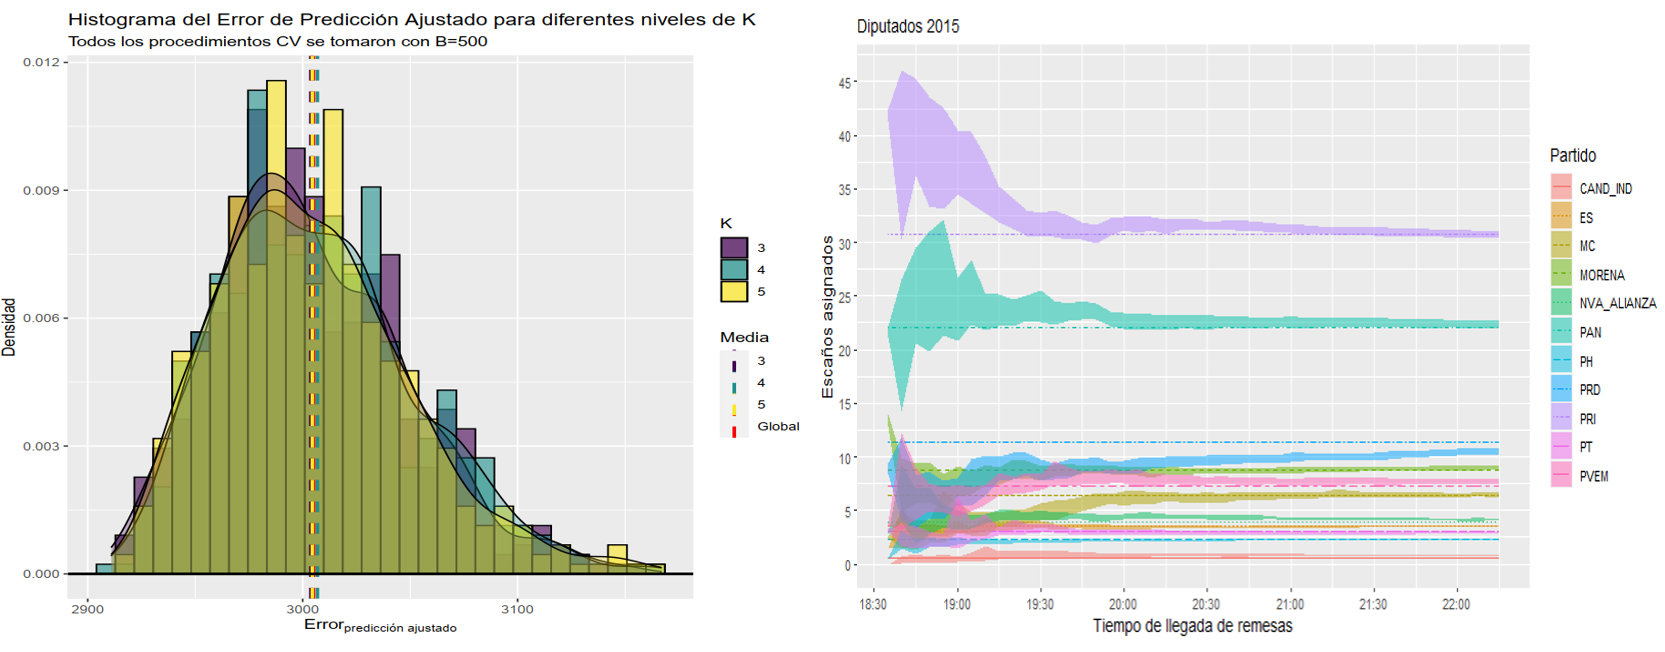 Histograma del Error de Predicción Ajustado para diferentes niveles de K
Todos los procedimientos CV se tomaron con B=500
0.012
0.009
0.006
0.003
0.000
Densidad
2900
3000
3100
Error predicción ajustado
K
3
4
5
Media
3
4
5
Global
Diputados 2015
45
40
35
30
25
20
15
10
5
0
Escaños asignados
18:30
19:00
19:30
20:00
20:30
21:00
21:30
22:00
Tiempo de llegada de remesas
Partido
CAND_IND
ES
MC
MORENA
NVA_ALIANZA
PAN
PH
PRD
PRI
PT
PVEM